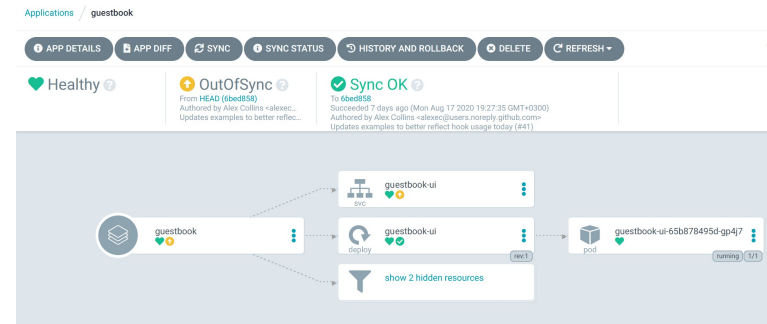 Applications / guestbook
APP DETAILS APP DIFF SYNC SYNC STATUS HISTORY AND ROLLBACK DELETE REFRESH
Healthy
OutOfSync
From HEAD (6bed858)
Authored by Alex Collins <alexec...
Updates examples to better reflec...
Sync OK
To 6bed858
Succeeded 7 days ago (Mon Aug 17 2020 19:27:35 GMT+0300)
Authored by Alex Collins <alexec@users.noreply.github.com>
Updates examples to better reflect hook usage today (#41)
guestbook-ui
svc
guestbook
guestbook-ui
deploy
rev:1
guestbook-ui-65b878495d-gp4j7
pod
running 1/1
show 2 hidden resources